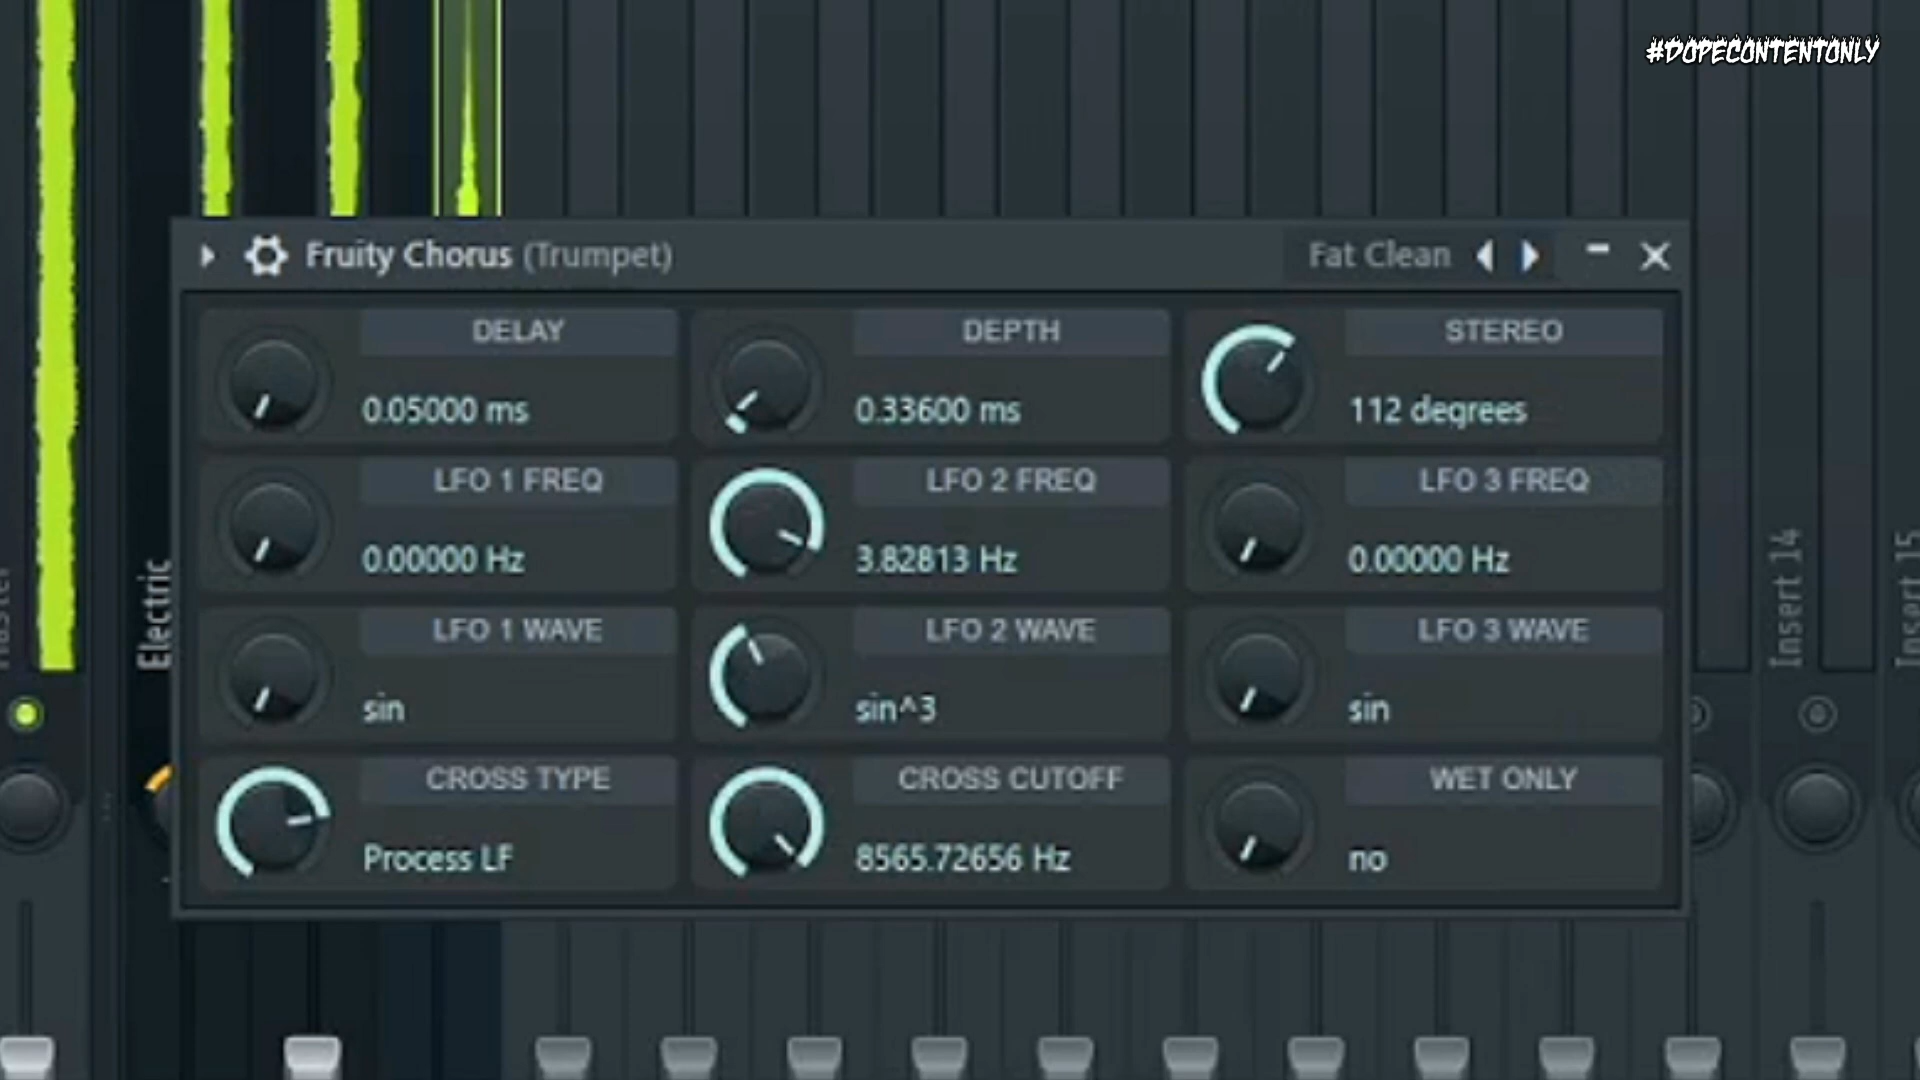 #DOPECONTENTONLY
Fruity Chorus (Trumpet)
Fat Clean
DELAY
0.05000 ms
DEPTH
0.33600 ms
STEREO
112 degrees
LFO 1 FREQ
0.00000 Hz
LFO 2 FREQ
3.82813 Hz
LFO 3 FREQ
0.00000 Hz
LFO 1 WAVE
sin
LFO 2 WAVE
sin^3
LFO 3 WAVE
sin
CROSS TYPE
Process LF
CROSS CUTOFF
8565.72656 Hz
WET ONLY
no
Electric
Insert 14
Insert 15